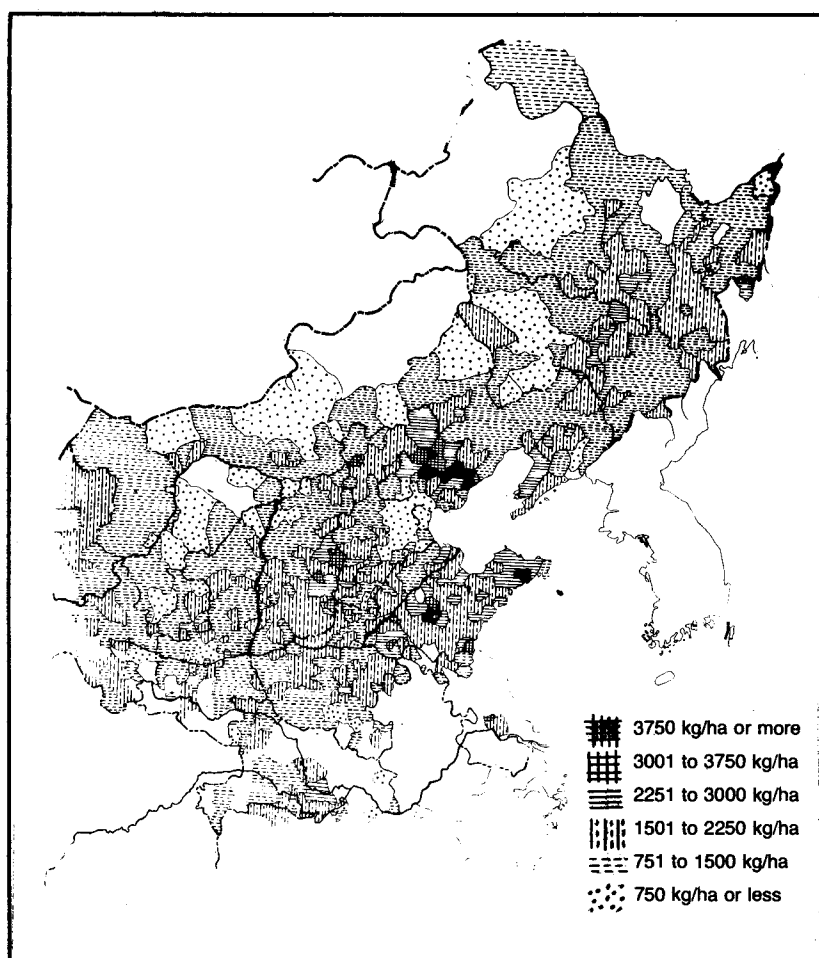 3750 kg/ha or more
3001 to 3750 kg/ha
2251 to 3000 kg/ha
1501 to 2250 kg/ha
751 to 1500 kg/ha
750 kg/ha or less